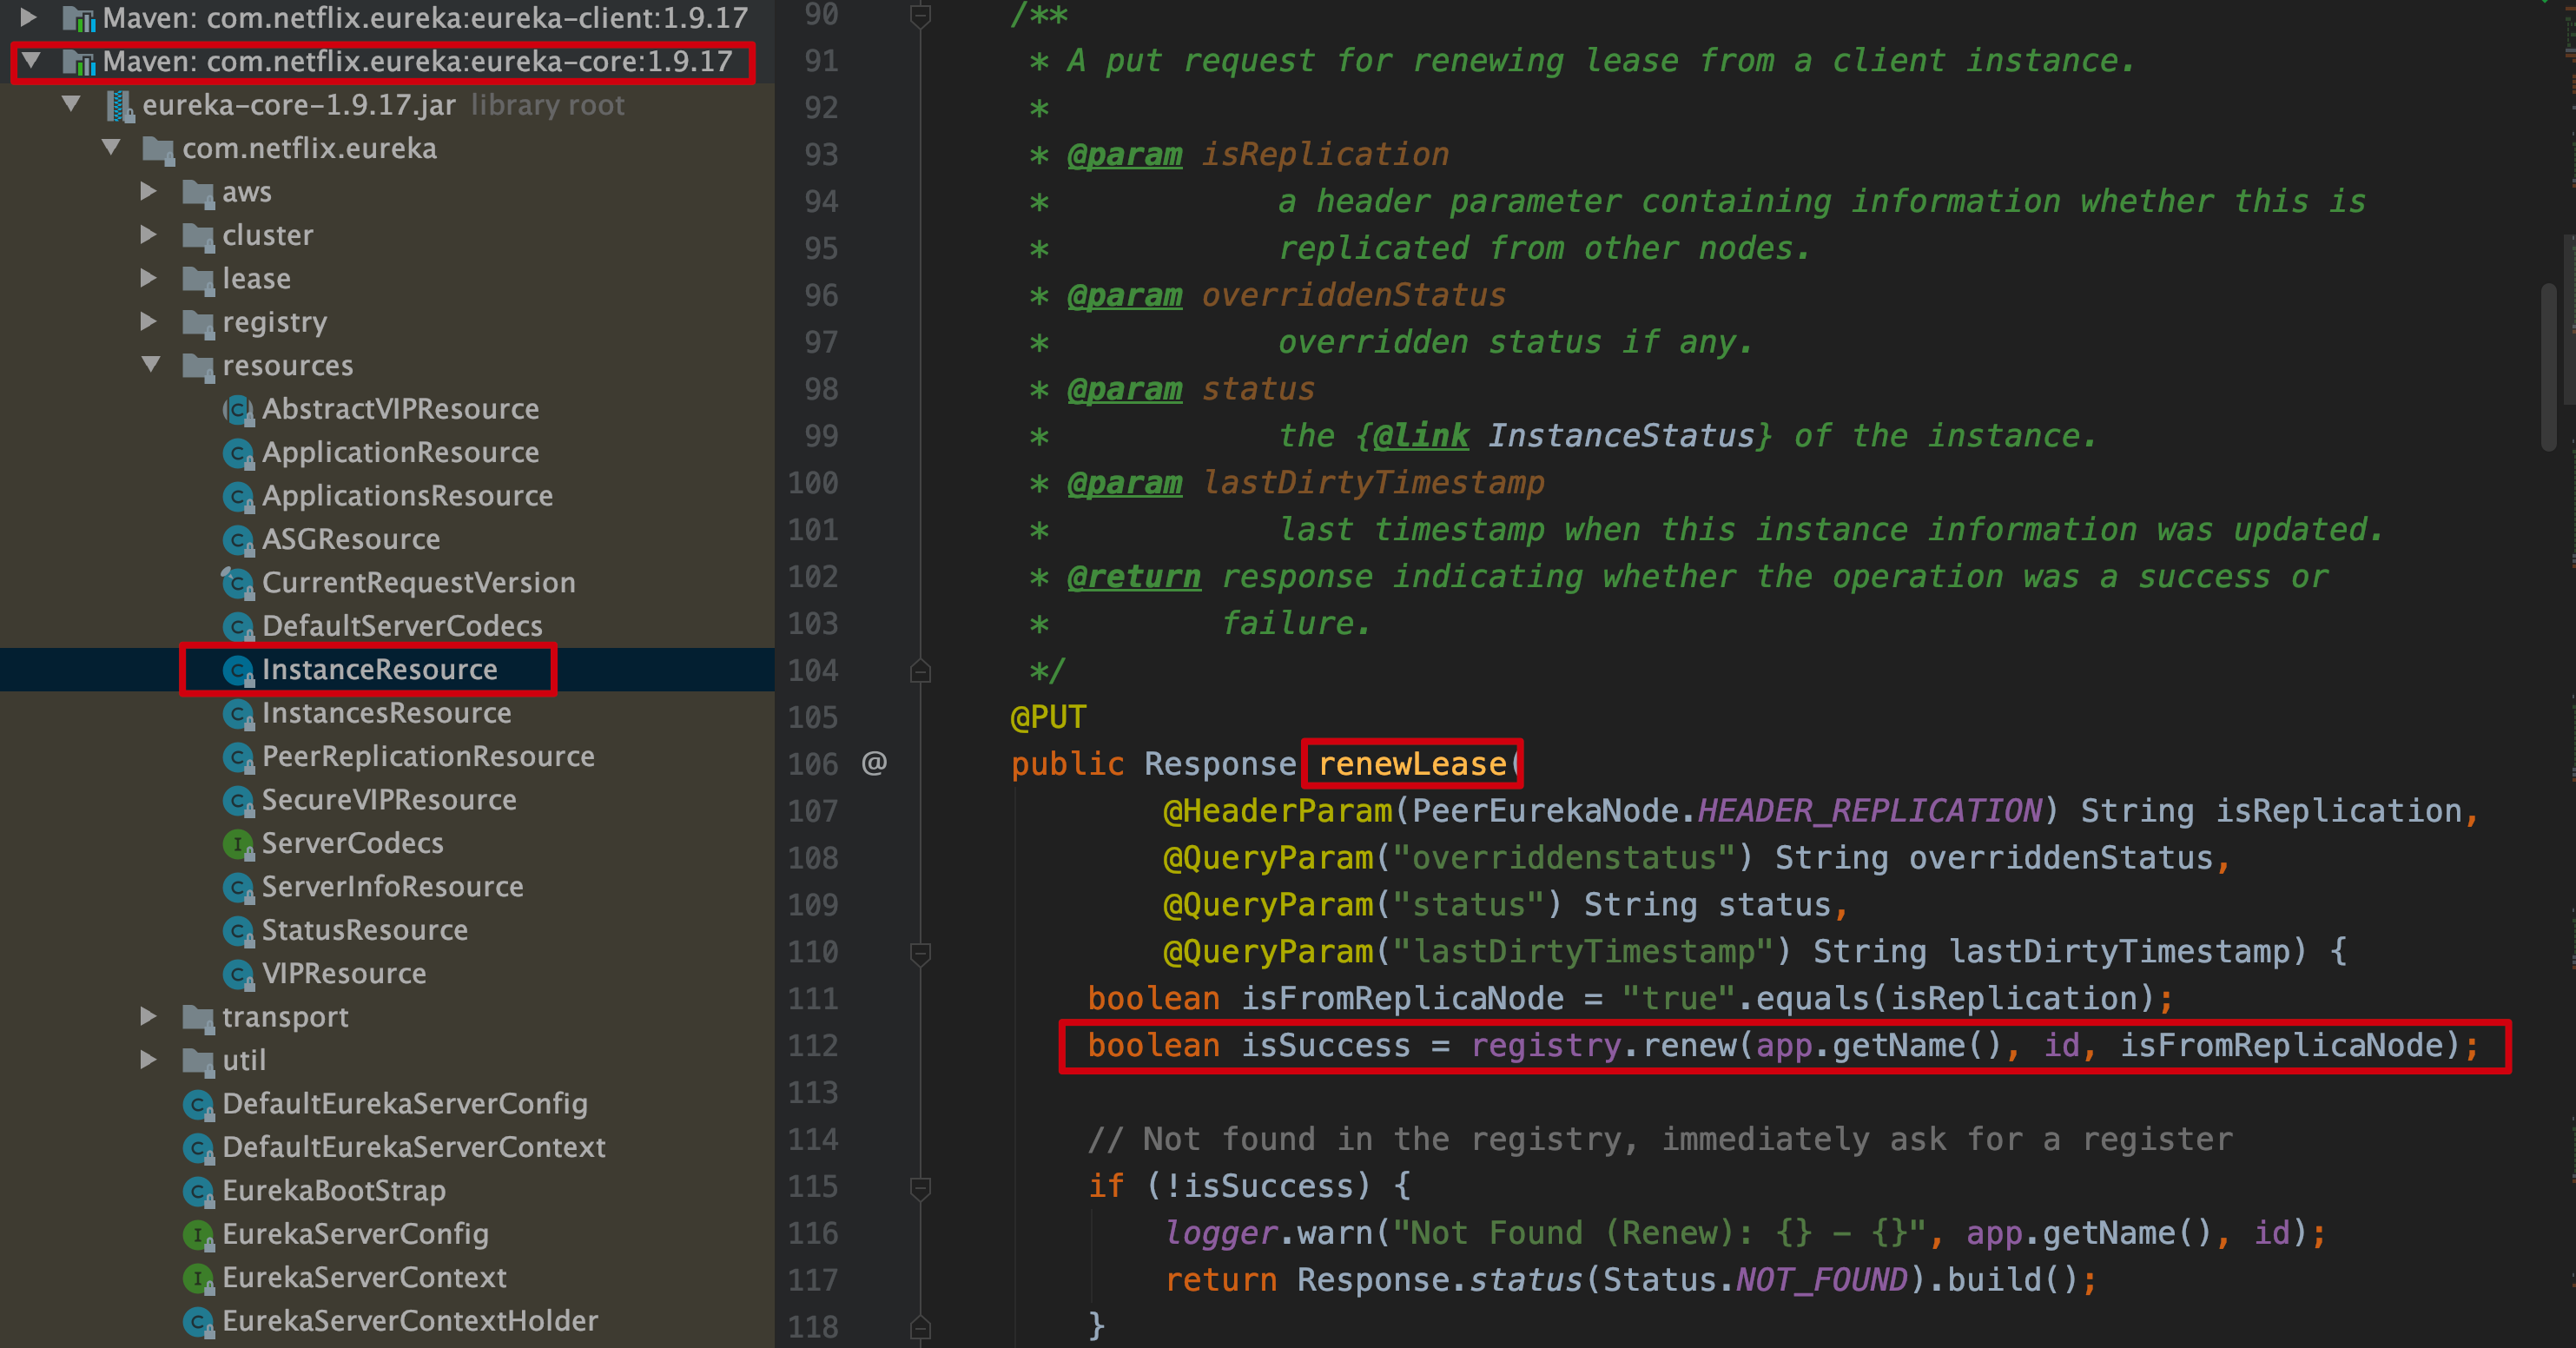 Maven: com.netflix.eureka:eureka-client:1.9.17
Maven: com.netflix.eureka:eureka-core:1.9.17
eureka-core-1.9.17.jar library root
com.netflix.eureka
aws
cluster
lease
registry
resources
AbstractVIPResource
ApplicationResource
ApplicationsResource
ASGResource
CurrentRequestVersion
DefaultServerCodecs
InstanceResource
InstancesResource
PeerReplicationResource
SecureVIPResource
ServerCodecs
ServerInfoResource
StatusResource
VIPResource
transport
util
DefaultEurekaServerConfig
DefaultEurekaServerContext
EurekaBootStrap
EurekaServerConfig
EurekaServerContext
EurekaServerContextHolder
90 /**
91 * A put request for renewing lease from a client instance.
92 *
93 * @param isReplication
94 * a header parameter containing information whether this is
95 * replicated from other nodes.
96 * @param overriddenStatus
97 * overridden status if any.
98 * @param status
99 * the {@link InstanceStatus} of the instance.
100 * @param lastDirtyTimestamp
101 * last timestamp when this instance information was updated.
102 * @return response indicating whether the operation was a success or
103 * failure.
104 */
105 @PUT
106 @ public Response renewLease(
107 @HeaderParam(PeerEurekaNode.HEADER_REPLICATION) String isReplication,
108 @QueryParam("overriddenstatus") String overriddenStatus,
109 @QueryParam("status") String status,
110 @QueryParam("lastDirtyTimestamp") String lastDirtyTimestamp) {
111 boolean isFromReplicaNode = "true".equals(isReplication);
112 boolean isSuccess = registry.renew(app.getName(), id, isFromReplicaNode);
113
114 // Not found in the registry, immediately ask for a register
115 if (!isSuccess) {
116 logger.warn("Not Found (Renew): {} - {}", app.getName(), id);
117 return Response.status(Status.NOT_FOUND).build();
118 }